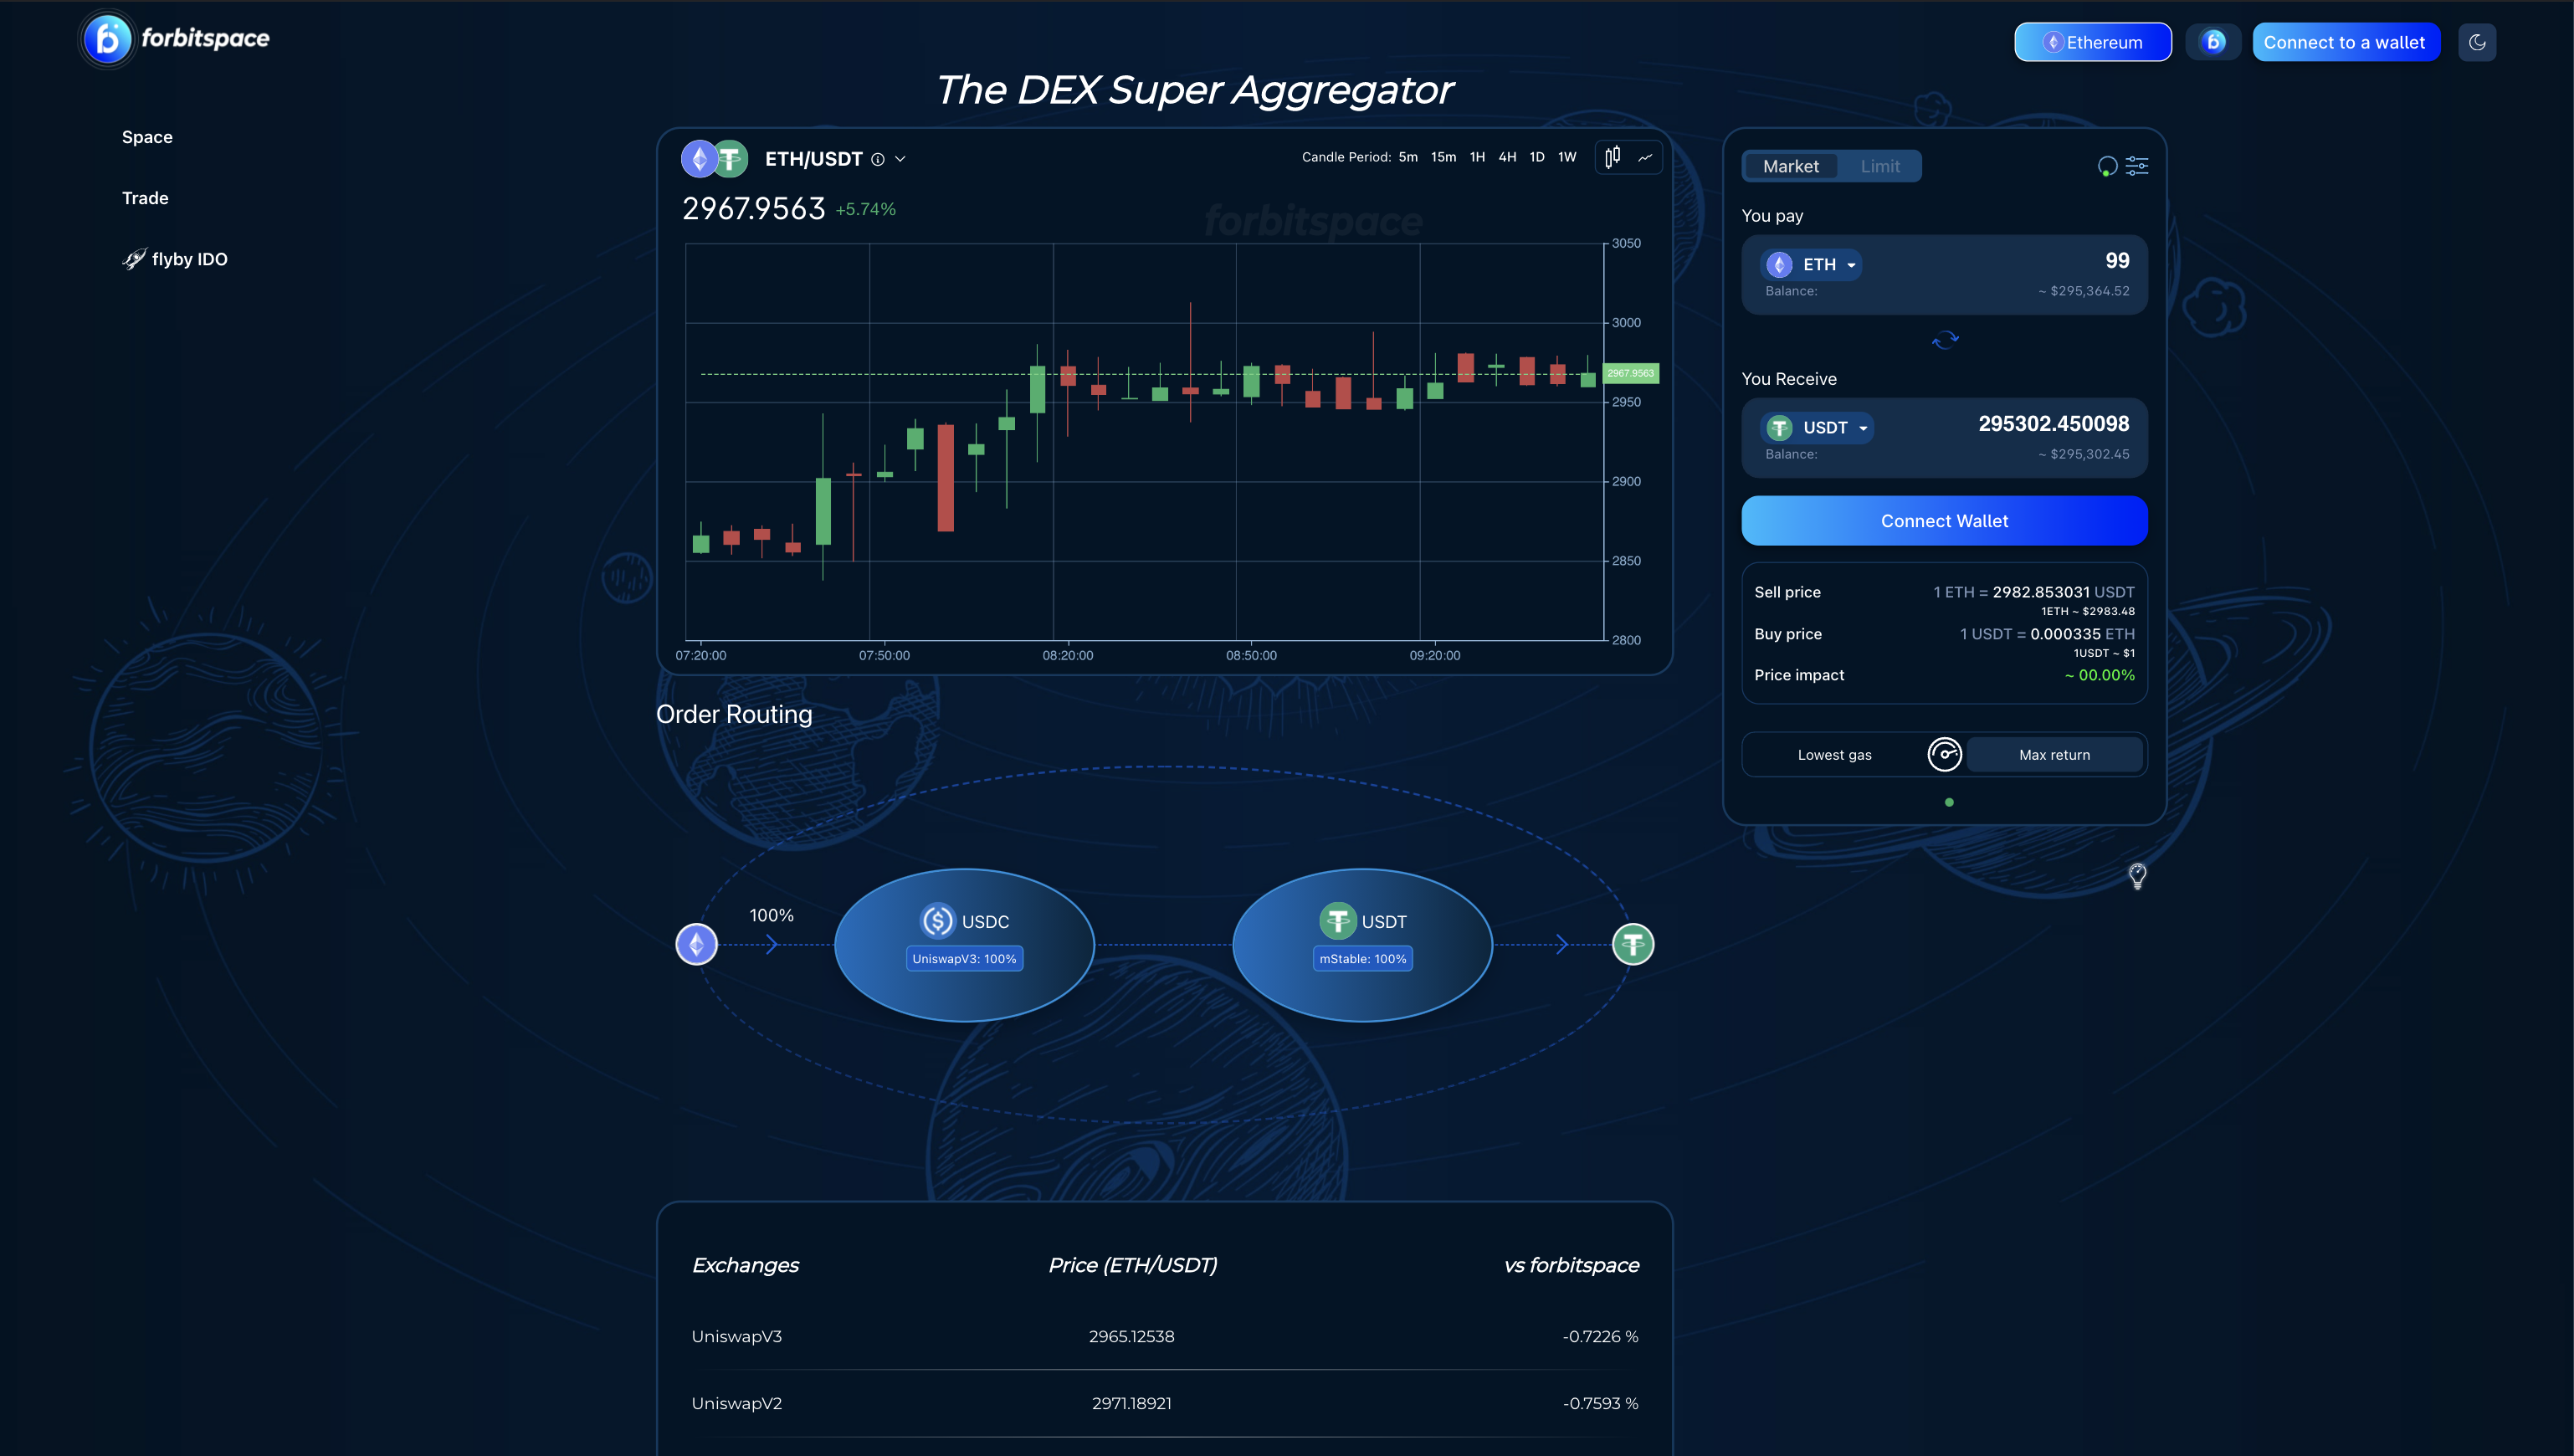 forbitspace
Ethereum
Connect to a wallet
The DEX Super Aggregator
Space
Trade
flyby IDO
ETH/USDT
Candle Period: 5m 15m 1H 4H 1D 1W
2967.9563 +5.74%
forbitspace
3050
3000
2967.9563
2950
2900
2850
2800
07:20:00 07:50:00 08:20:00 08:50:00 09:20:00
Market Limit
You pay
ETH 99
Balance: ~ $295,364.52
You Receive
USDT 295302.450098
Balance: ~ $295,302.45
Connect Wallet
Sell price 1 ETH = 2982.853031 USDT
1ETH ~ $2983.48
Buy price 1 USDT = 0.000335 ETH
1USDT ~ $1
Price impact ~ 00.00%
Lowest gas Max return
Order Routing
100%
USDC
UniswapV3: 100%
USDT
mStable: 100%
Exchanges Price (ETH/USDT) vs forbitspace
UniswapV3 2965.12538 -0.7226 %
UniswapV2 2971.18921 -0.7593 %